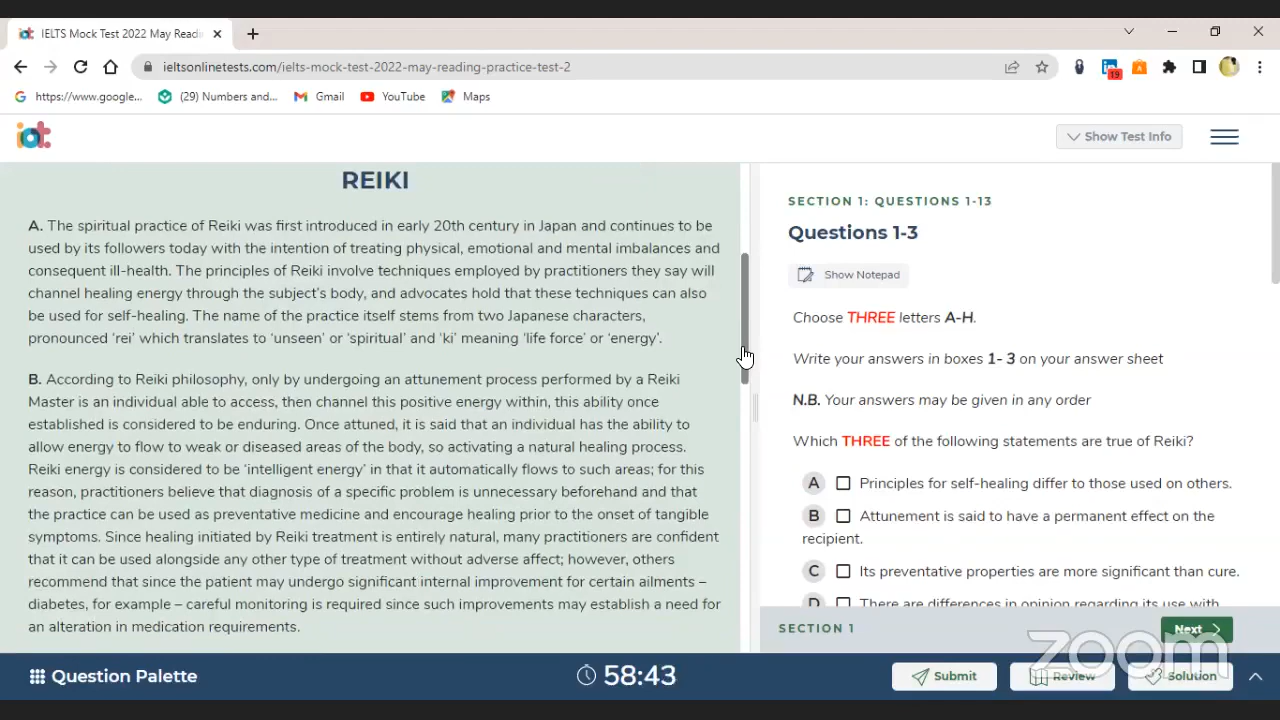 IELTS Mock Test 2022 May Readi
ieltsonlinetests.com/ielts-mock-test-2022-may-reading-practice-test-2
19
https://www.google... (29) Numbers and... Gmail YouTube Maps
iot Show Test Info
REIKI
A. The spiritual practice of Reiki was first introduced in early 20th century in Japan and continues to be
used by its followers today with the intention of treating physical, emotional and mental imbalances and
consequent ill-health. The principles of Reiki involve techniques employed by practitioners they say will
channel healing energy through the subject's body, and advocates hold that these techniques can also
be used for self-healing. The name of the practice itself stems from two Japanese characters,
pronounced 'rei' which translates to 'unseen' or 'spiritual' and 'ki' meaning 'life force' or 'energy'.
B. According to Reiki philosophy, only by undergoing an attunement process performed by a Reiki
Master is an individual able to access, then channel this positive energy within, this ability once
established is considered to be enduring. Once attuned, it is said that an individual has the ability to
allow energy to flow to weak or diseased areas of the body, so activating a natural healing process.
Reiki energy is considered to be 'intelligent energy' in that it automatically flows to such areas; for this
reason, practitioners believe that diagnosis of a specific problem is unnecessary beforehand and that
the practice can be used as preventative medicine and encourage healing prior to the onset of tangible
symptoms. Since healing initiated by Reiki treatment is entirely natural, many practitioners are confident
that it can be used alongside any other type of treatment without adverse affect; however, others
recommend that since the patient may undergo significant internal improvement for certain ailments –
diabetes, for example – careful monitoring is required since such improvements may establish a need for
an alteration in medication requirements.
SECTION 1: QUESTIONS 1-13
Questions 1-3
Show Notepad
Choose THREE letters A-H.
Write your answers in boxes 1- 3 on your answer sheet
N.B. Your answers may be given in any order
Which THREE of the following statements are true of Reiki?
A Principles for self-healing differ to those used on others.
B Attunement is said to have a permanent effect on the
recipient.
C Its preventative properties are more significant than cure.
D There are differences in opinion regarding its use with
SECTION 1 Next
zoom
Question Palette 58:43 Submit Review Solution